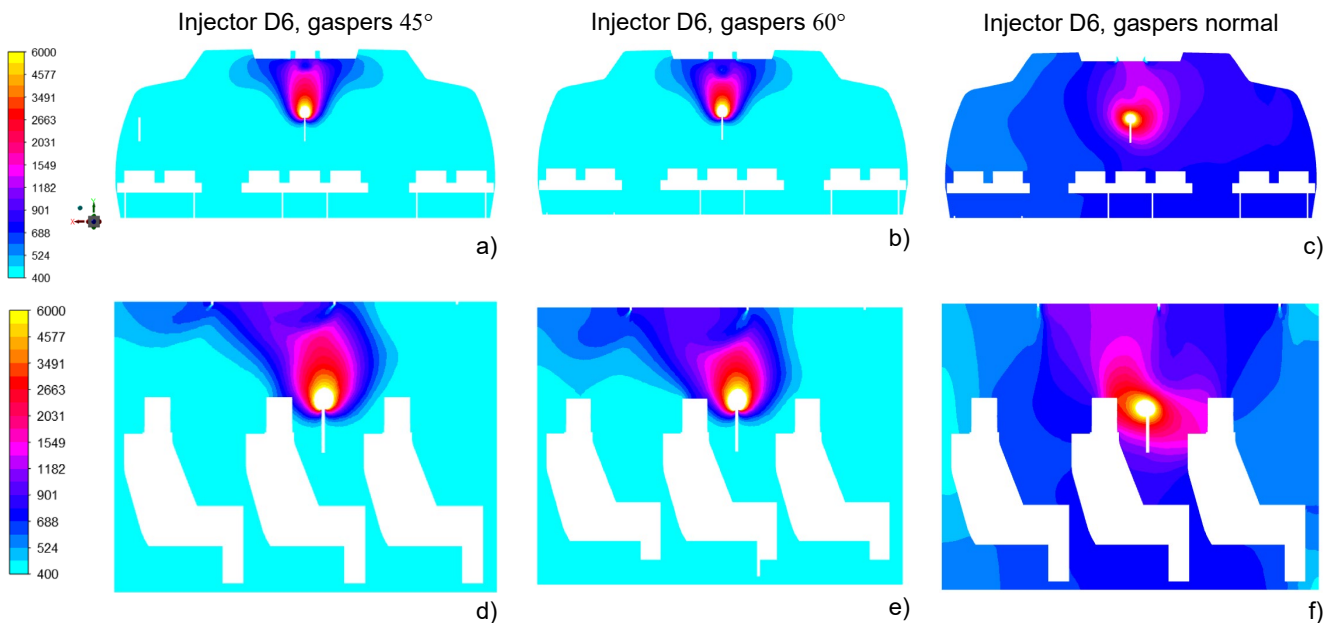 Injector D6, gaspers 45°
Injector D6, gaspers 60°
Injector D6, gaspers normal
6000
4577
3491
2663
2031
1549
1182
901
688
524
400
Y
X
a)
b)
c)
6000
4577
3491
2663
2031
1549
1182
901
688
524
400
d)
e)
f)